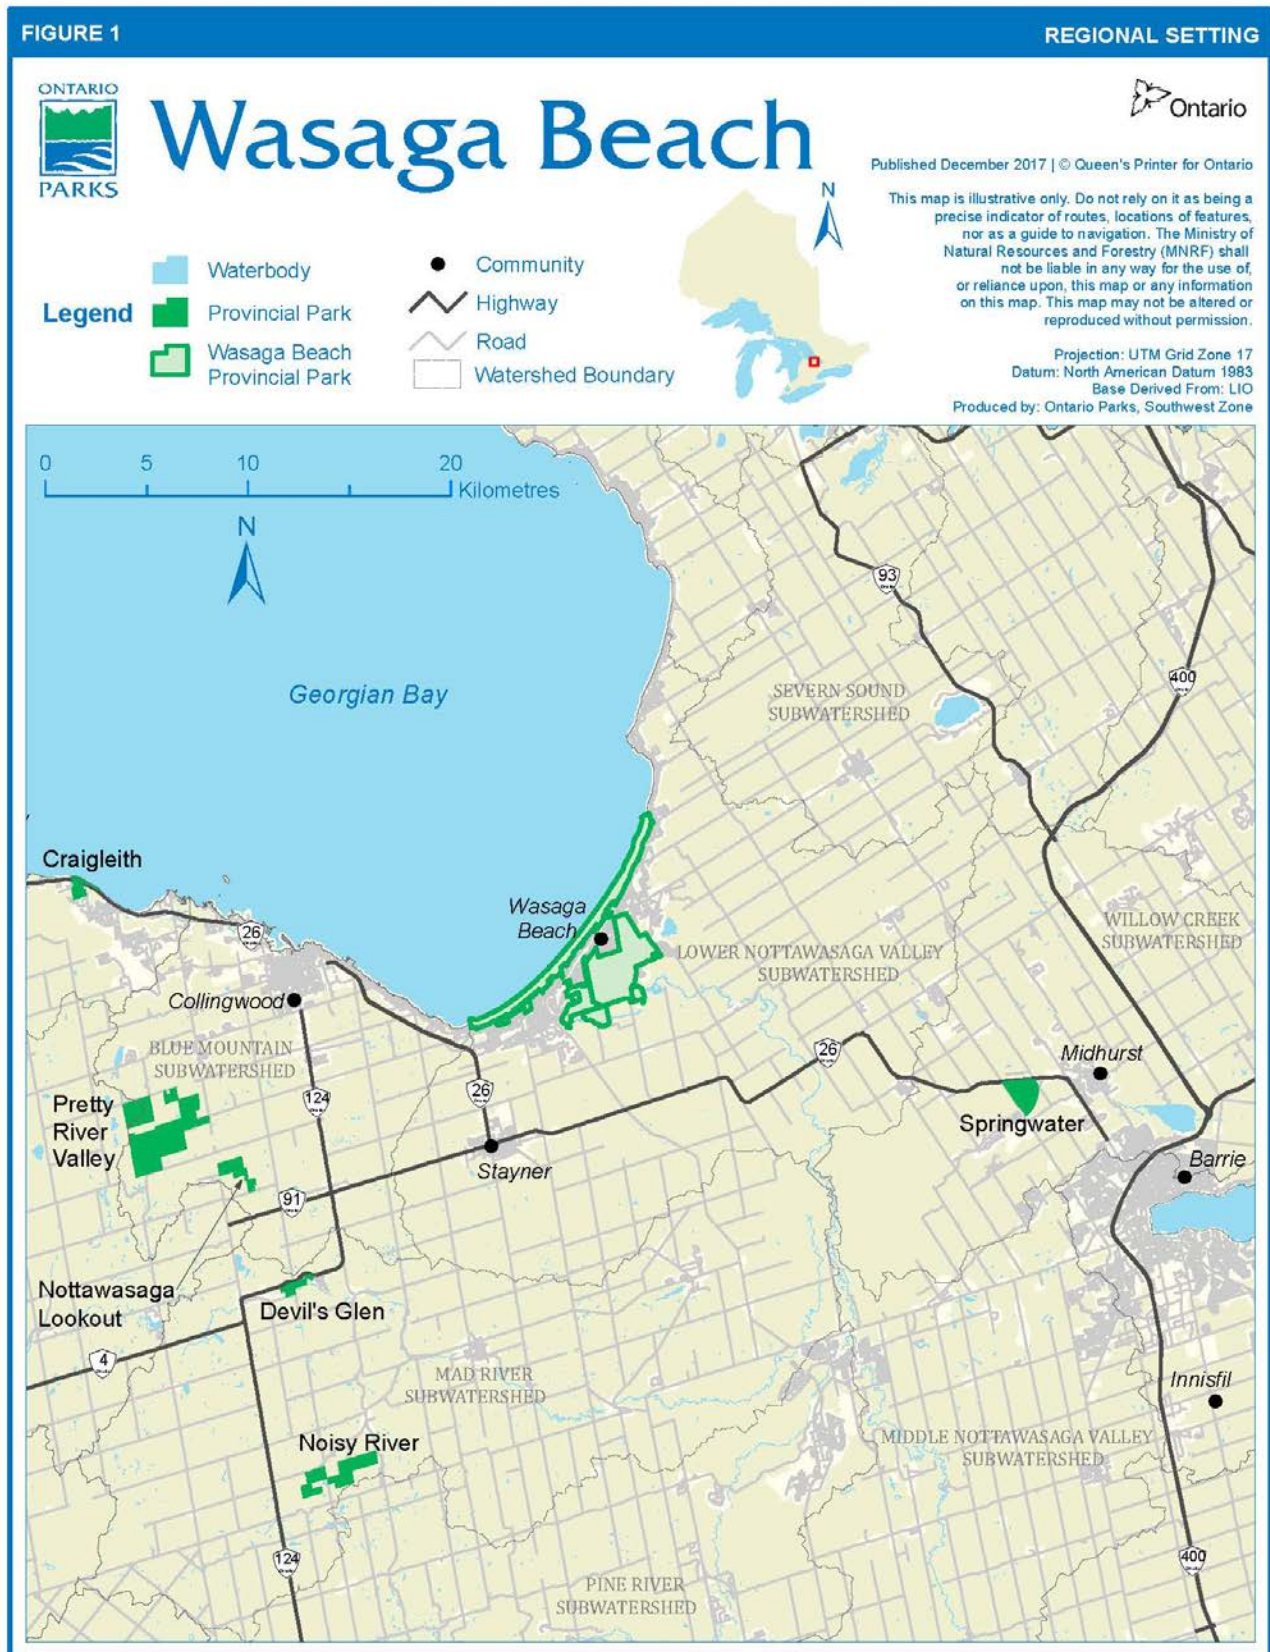 FIGURE 1
REGIONAL SETTING
ONTARIO
PARKS
Wasaga Beach
Ontario
Published December 2017 | © Queen's Printer for Ontario
This map is illustrative only. Do not rely on it as being a
precise indicator of routes, locations of features,
nor as a guide to navigation. The Ministry of
Natural Resources and Forestry (MNRF) shall
not be liable in any way for the use of,
or reliance upon, this map or any information
on this map. This map may not be altered or
reproduced without permission.
Projection: UTM Grid Zone 17
Datum: North American Datum 1983
Base Derived From: LIO
Produced by: Ontario Parks, Southwest Zone
N
Legend
Waterbody
Provincial Park
Wasaga Beach
Provincial Park
Community
Highway
Road
Watershed Boundary
0 5 10 20
Kilometres
N
93
Georgian Bay
SEVERN SOUND
SUBWATERSHED
400
Craigleith
26
Wasaga
Beach
LOWER NOTTAWASAGA VALLEY
SUBWATERSHED
WILLOW CREEK
SUBWATERSHED
Collingwood
BLUE MOUNTAIN
SUBWATERSHED
26
Midhurst
124
26
Pretty
River
Valley
Springwater
Stayner
Barrie
91
Nottawasaga
Lookout
Devil's Glen
4
MAD RIVER
SUBWATERSHED
Innisfil
Noisy River
MIDDLE NOTTAWASAGA VALLEY
SUBWATERSHED
124
400
PINE RIVER
SUBWATERSHED